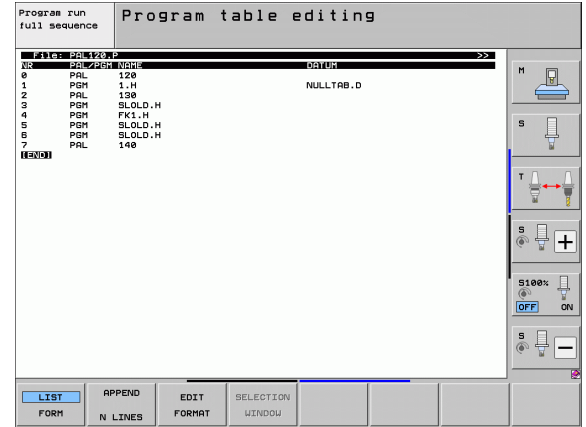 Program run
full sequence
Program table editing
File: PAL120.P >>
NR PAL/PGM NAME DATUM
0 PAL 120
1 PGM 1.H NULLTAB.D
2 PAL 130
3 PGM SLOLD.H
4 PGM FK1.H
5 PGM SLOLD.H
6 PGM SLOLD.H
7 PAL 140
[END]
M
S
T
S
+
S100%
OFF ON
S
−
LIST
FORM
APPEND
N LINES
EDIT
FORMAT
SELECTION
WINDOW